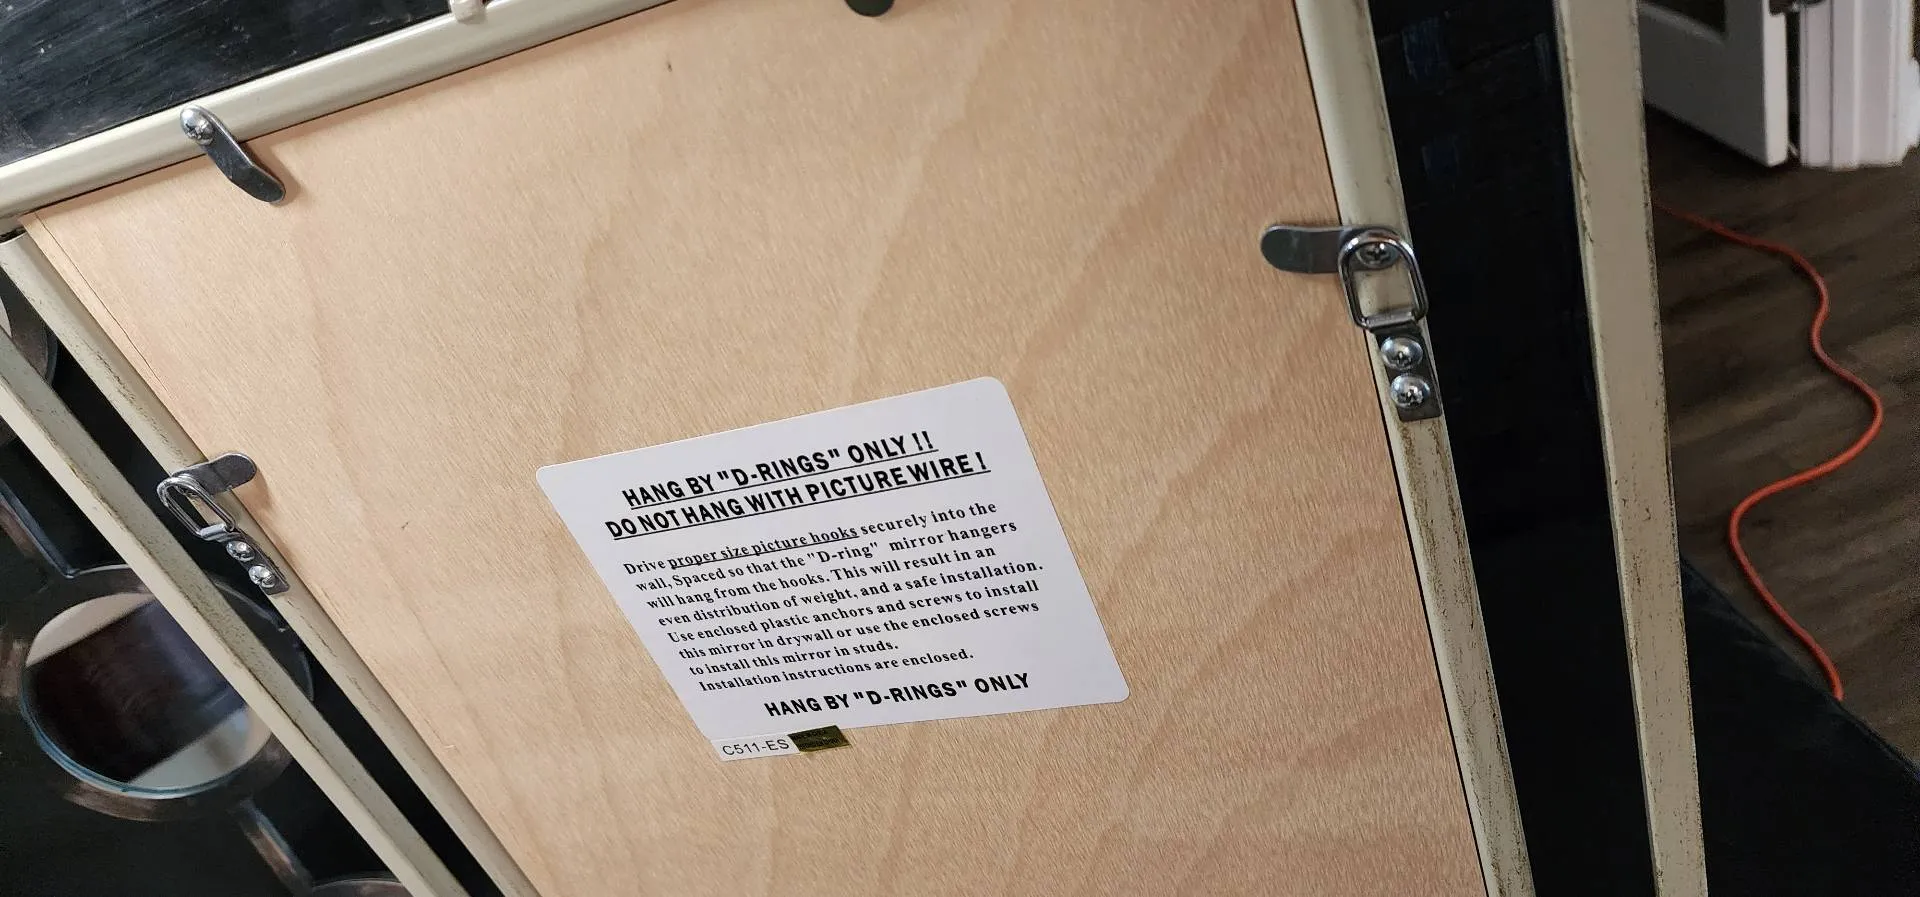 HANG BY "D-RINGS" ONLY !!
DO NOT HANG WITH PICTURE WIRE !
Drive proper size picture hooks securely into the
wall, Spaced so that the "D-ring" mirror hangers
will hang from the hooks. This will result in an
even distribution of weight, and a safe installation.
Use enclosed plastic anchors and screws to install
this mirror in drywall or use the enclosed screws
to install this mirror in studs.
Installation instructions are enclosed.
HANG BY "D-RINGS" ONLY
C511-ES